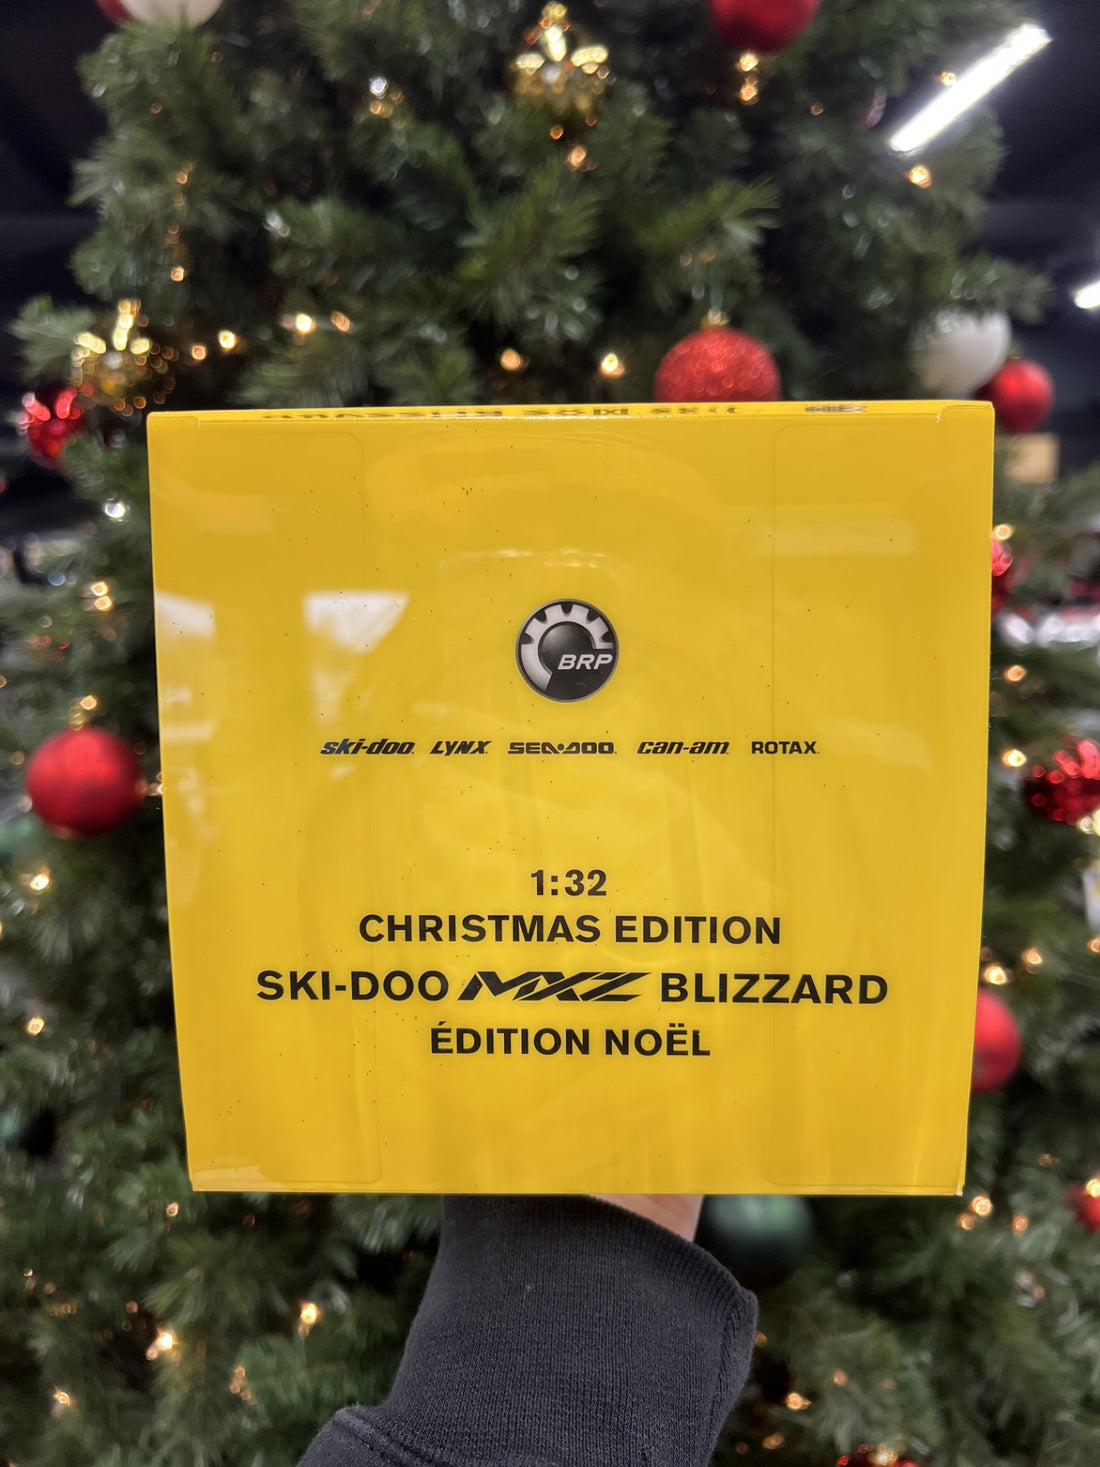 BRP
ski-doo LYNX SEA-DOO can-am ROTAX
1:32
CHRISTMAS EDITION
SKI-DOO MXZ BLIZZARD
ÉDITION NOËL